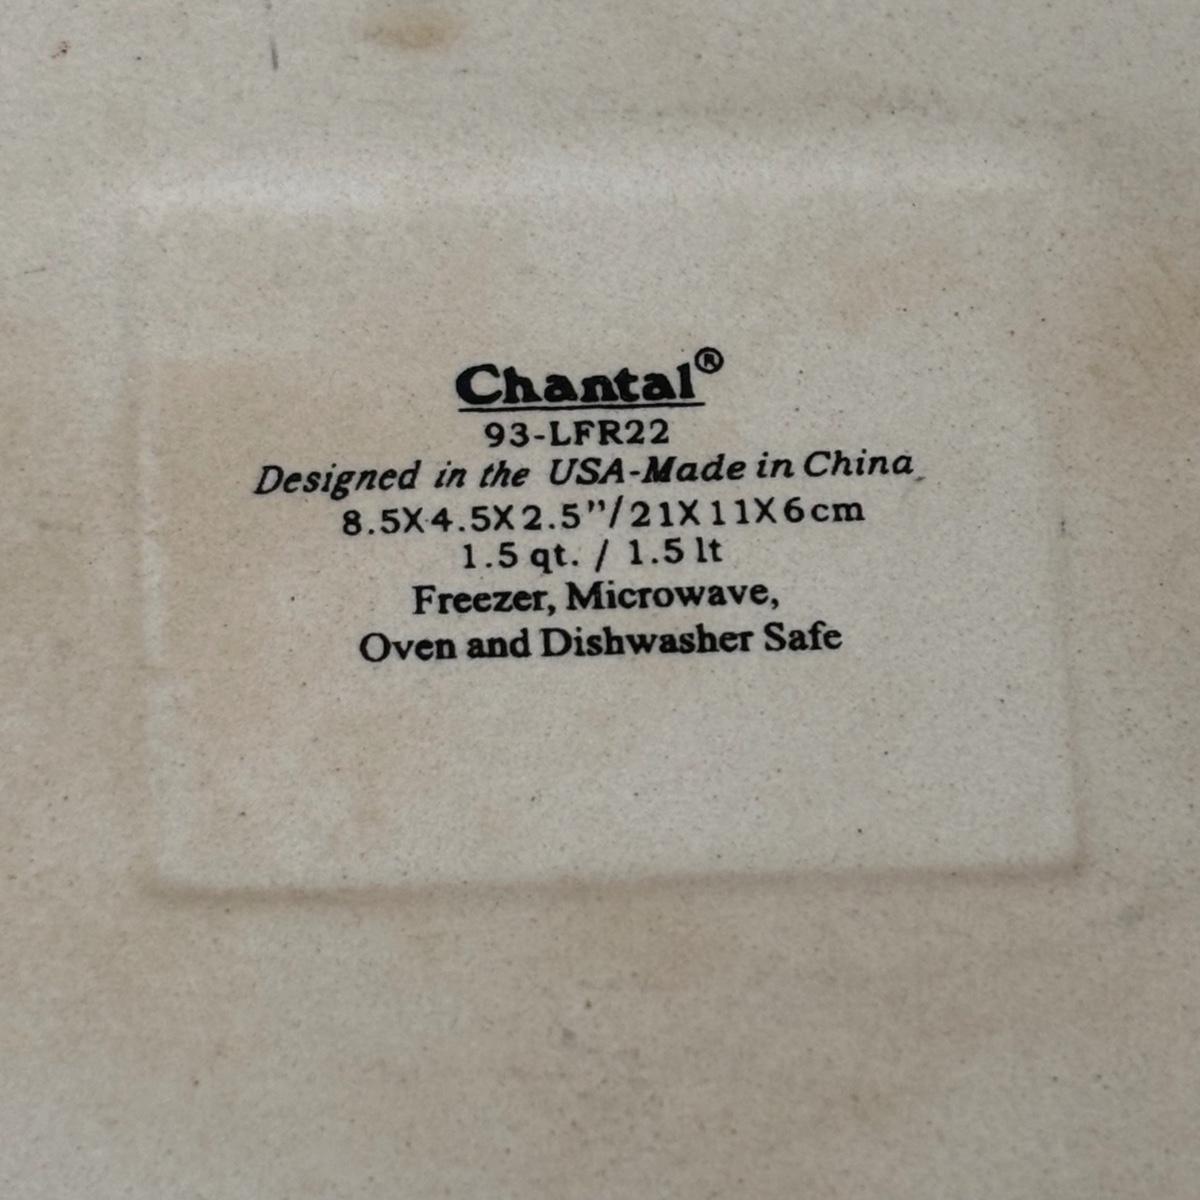 Chantal®
93-LFR22
Designed in the USA-Made in China
8.5X4.5X2.5"/21X11X6cm
1.5 qt. / 1.5 lt
Freezer, Microwave,
Oven and Dishwasher Safe